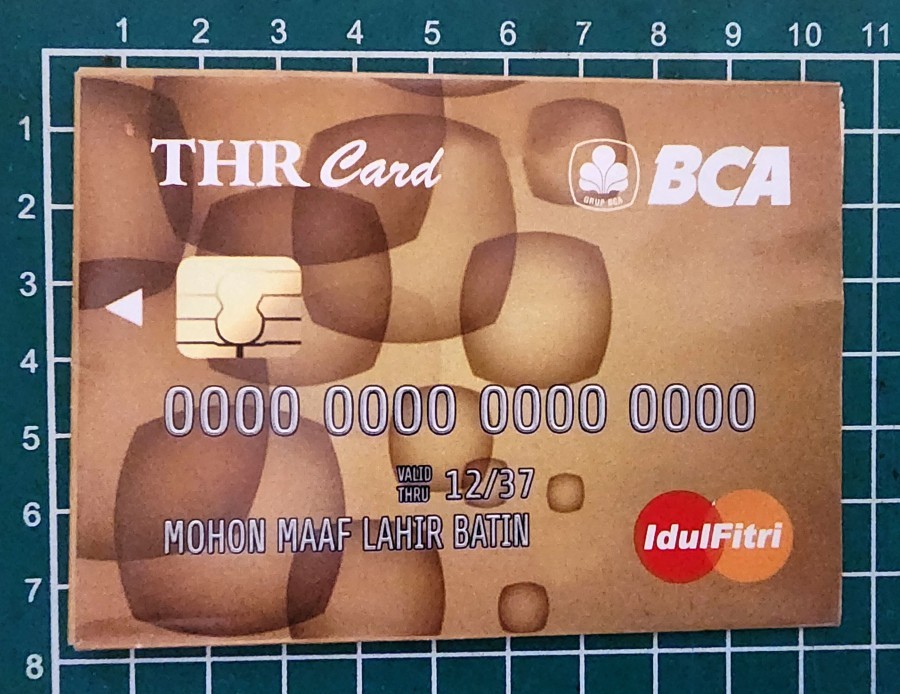 1 2 3 4 5 6 7 8 9 10 11
1
2
3
4
5
6
7
8
THR Card
GRUP BCA
BCA
0000 0000 0000 0000
VALID
THRU
12/37
MOHON MAAF LAHIR BATIN
IdulFitri